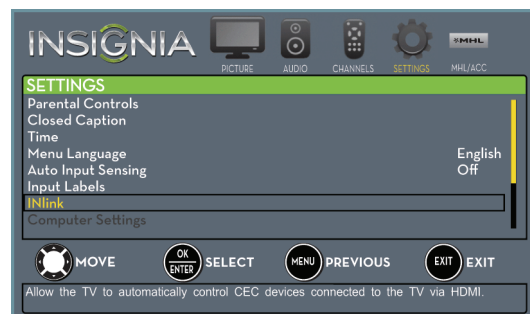 INSIGNIA
PICTURE AUDIO CHANNELS SETTINGS MHL MHL/ACC
SETTINGS
Parental Controls
Closed Caption
Time
Menu Language English
Auto Input Sensing Off
Input Labels
INlink
Computer Settings
MOVE OK ENTER SELECT MENU PREVIOUS EXIT EXIT
Allow the TV to automatically control CEC devices connected to the TV via HDMI.